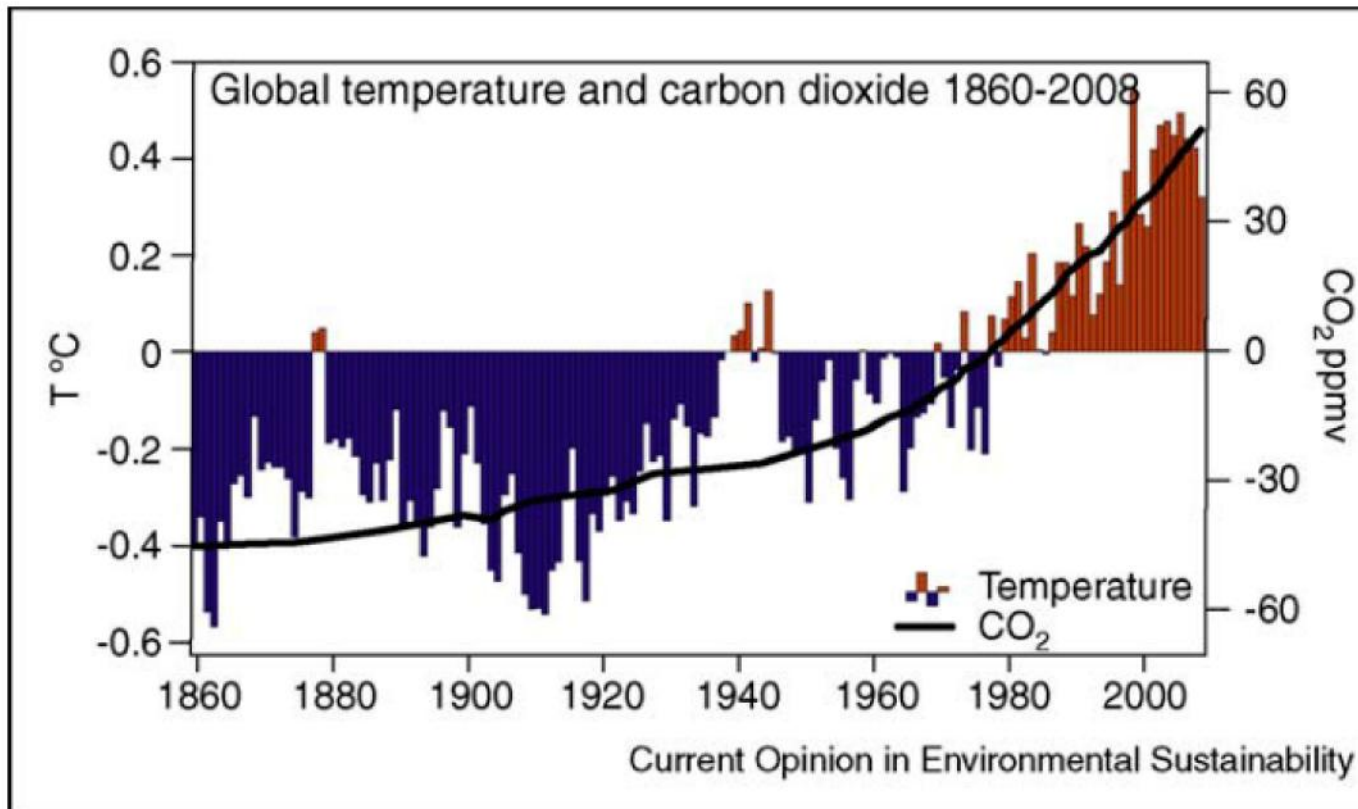 Global temperature and carbon dioxide 1860-2008
0.6
0.4
0.2
0
-0.2
-0.4
-0.6
T ºC
60
30
0
-30
-60
CO₂ ppmv
Temperature
CO₂
1860 1880 1900 1920 1940 1960 1980 2000
Current Opinion in Environmental Sustainability